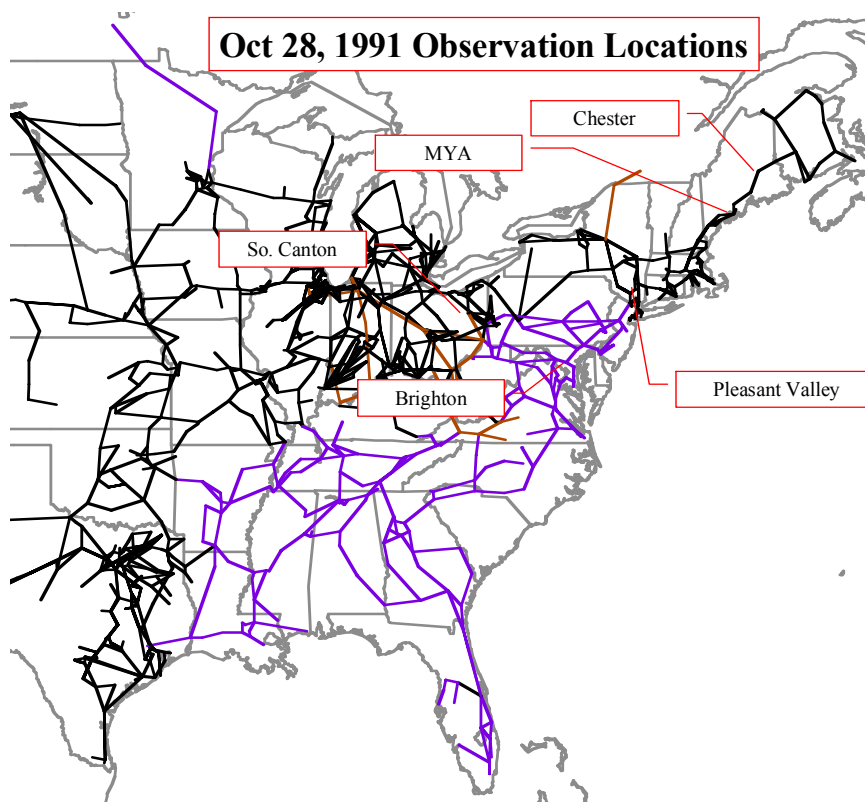 Oct 28, 1991 Observation Locations
Chester
MYA
So. Canton
Brighton
Pleasant Valley